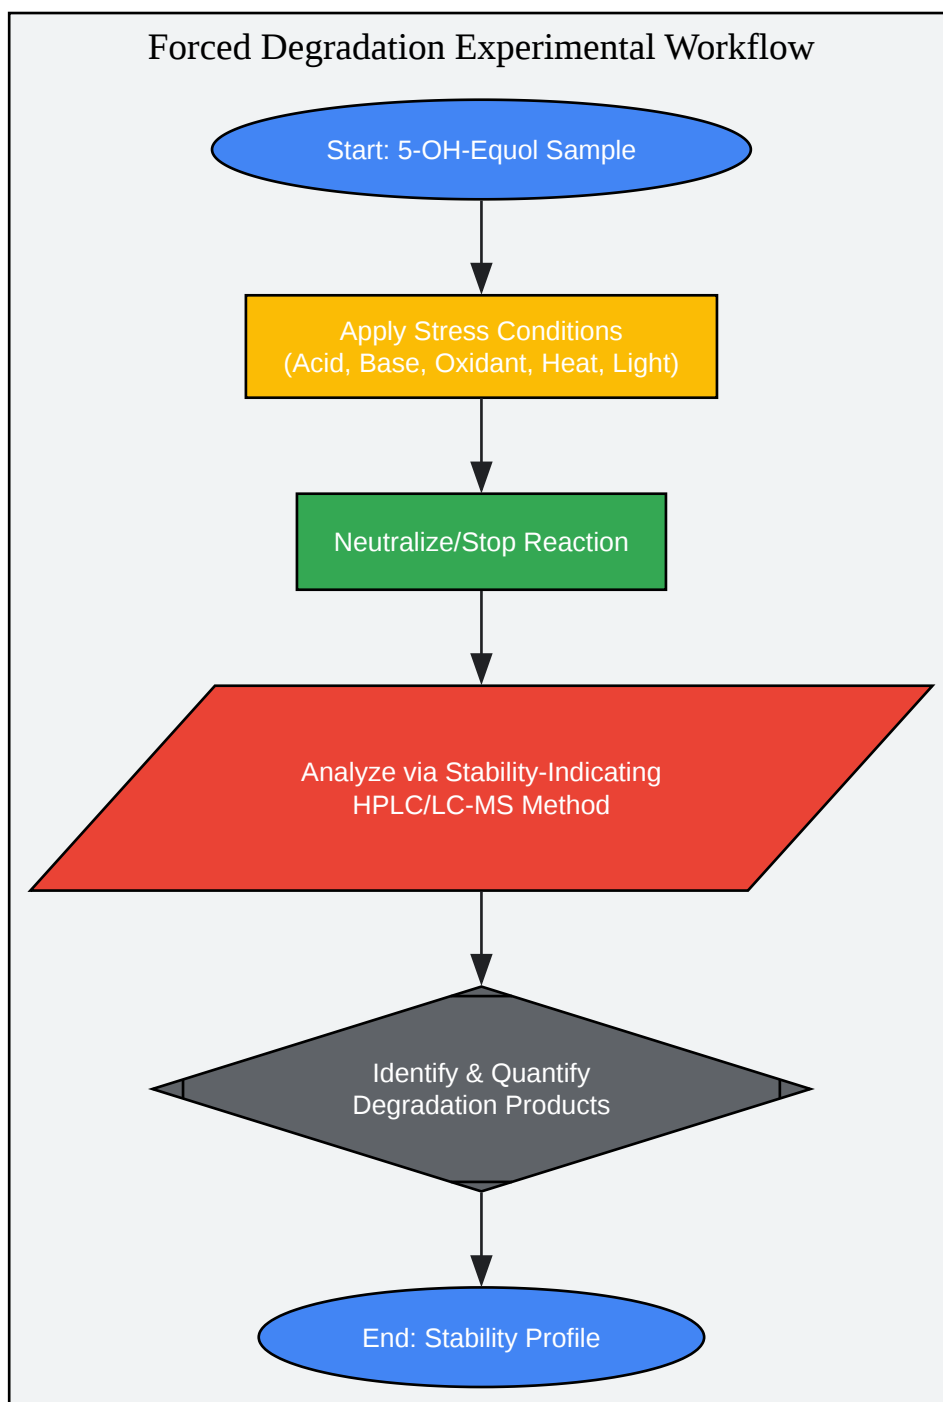 Forced Degradation Experimental Workflow
Start: 5-OH-Equol Sample
Apply Stress Conditions
(Acid, Base, Oxidant, Heat, Light)
Neutralize/Stop Reaction
Analyze via Stability-Indicating
HPLC/LC-MS Method
Identify & Quantify
Degradation Products
End: Stability Profile